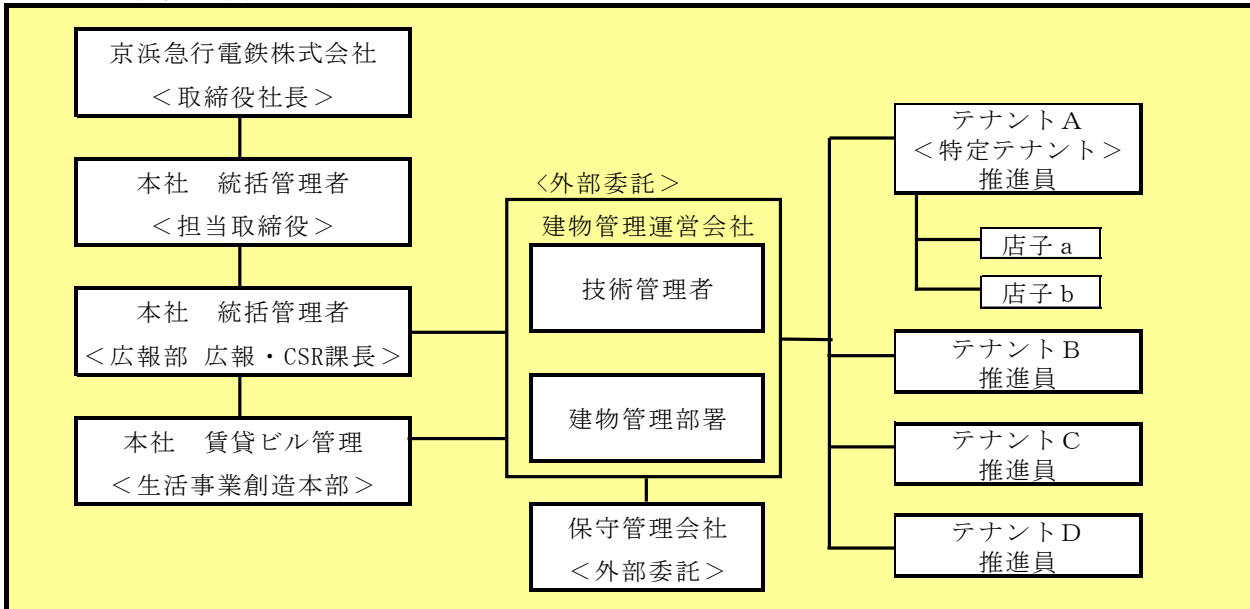 京浜急行電鉄株式会社
＜取締役社長＞
本社　統括管理者
＜担当取締役＞
本社　統括管理者
＜広報部 広報・CSR課長＞
本社　賃貸ビル管理
＜生活事業創造本部＞
＜外部委託＞
建物管理運営会社
技術管理者
建物管理部署
保守管理会社
＜外部委託＞
テナントＡ
＜特定テナント＞
推進員
店子ａ
店子ｂ
テナントＢ
推進員
テナントＣ
推進員
テナントＤ
推進員